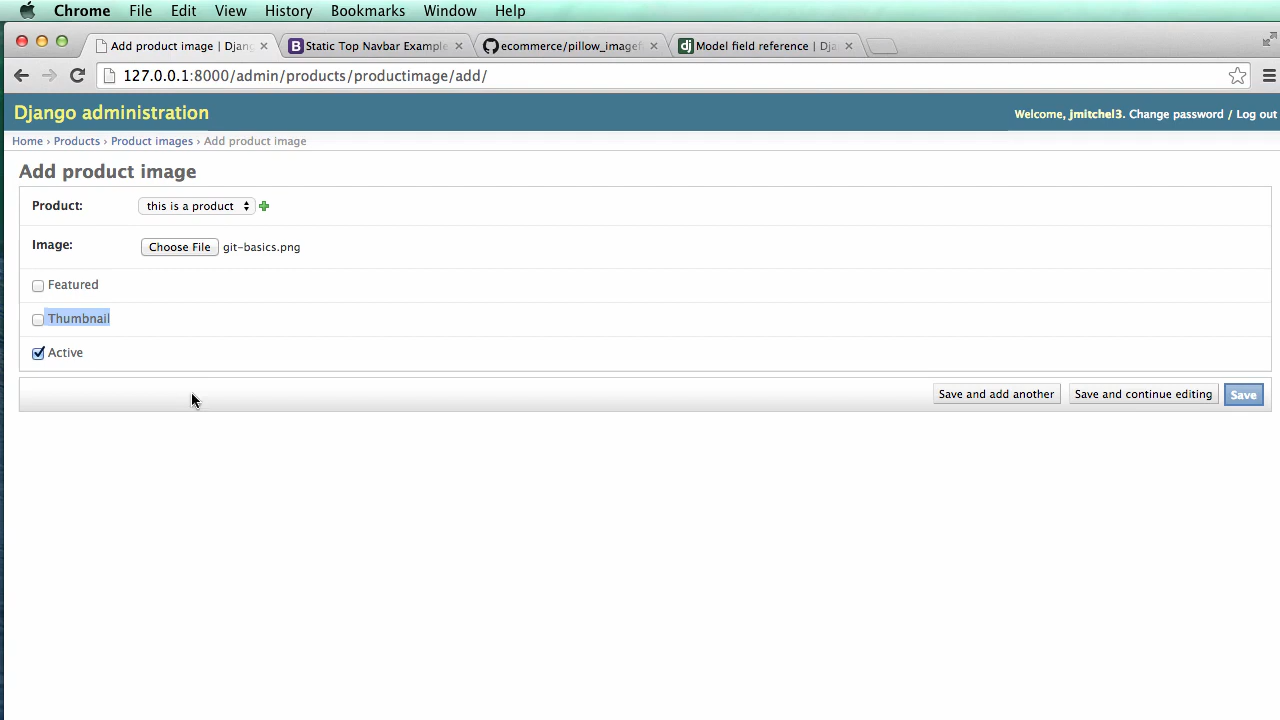 Chrome File Edit View History Bookmarks Window Help
Add product image | Djang Static Top Navbar Example ecommerce/pillow_imagef Model field reference | Dja
127.0.0.1:8000/admin/products/productimage/add/
Django administration Welcome, jmitchel3. Change password / Log out
Home › Products › Product images › Add product image
Add product image
Product: this is a product
Image: Choose File git-basics.png
Featured
Thumbnail
Active
Save and add another Save and continue editing Save